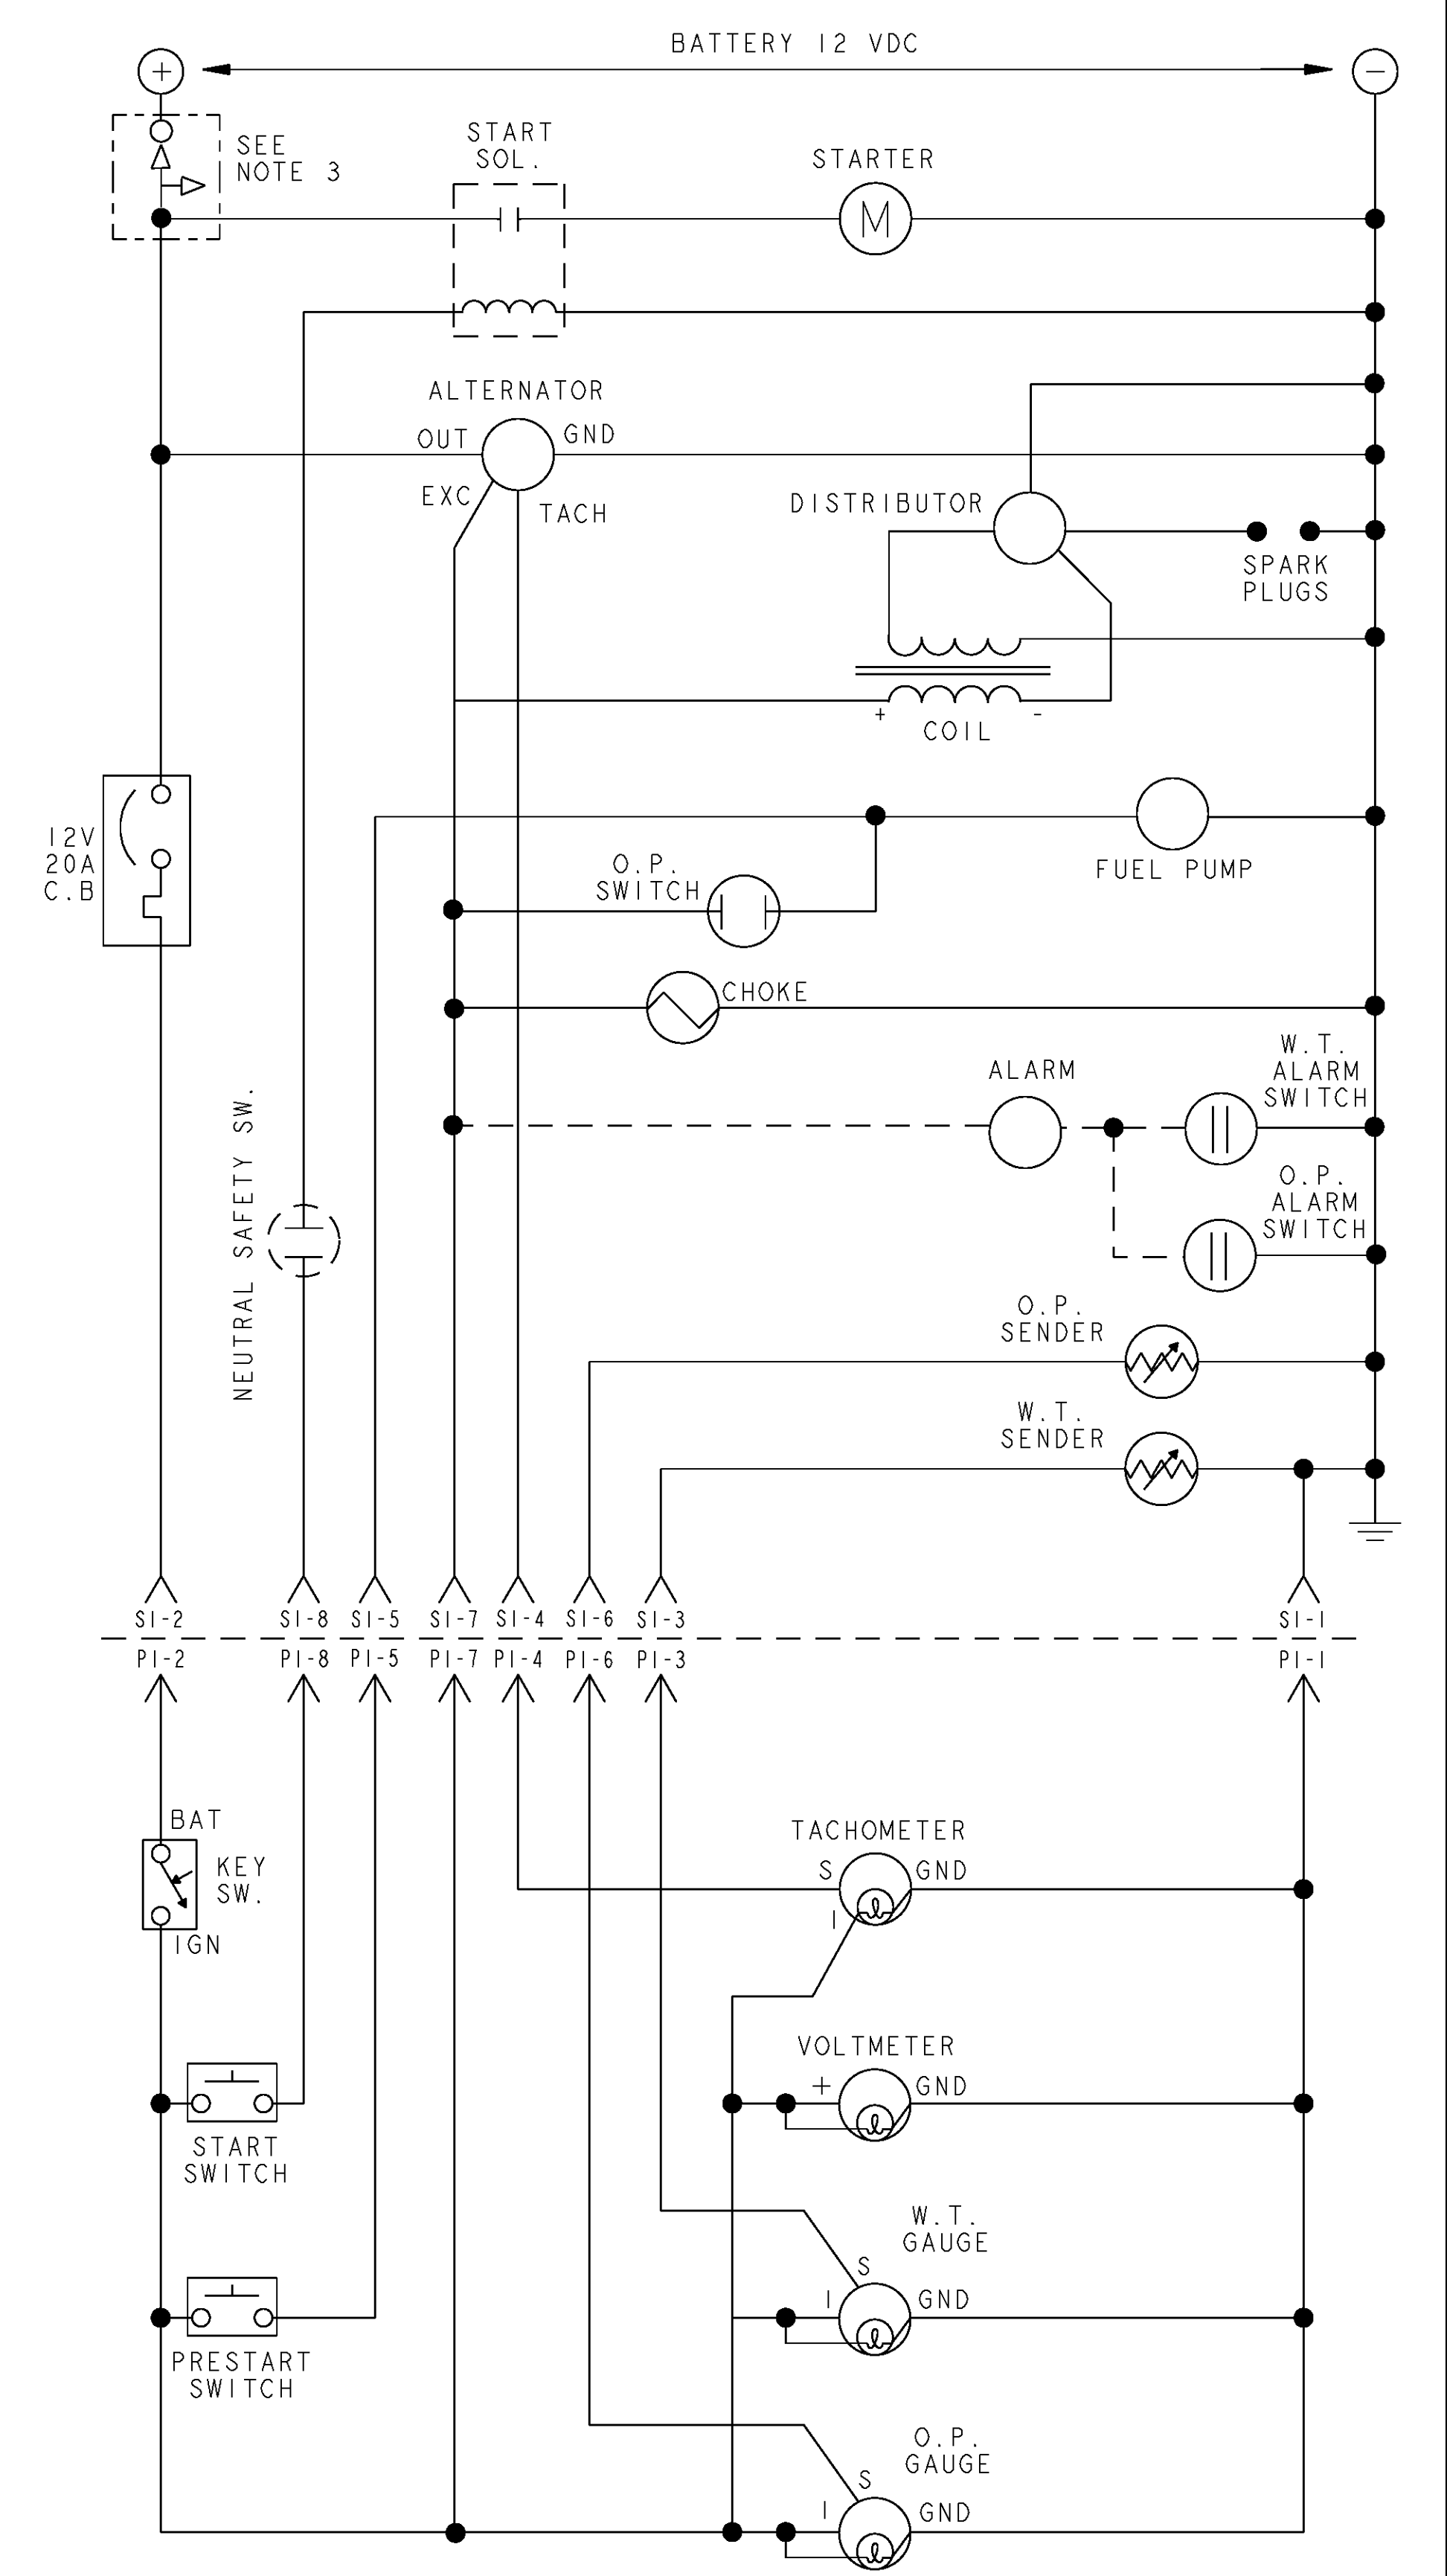 BATTERY 12 VDC
+
-
SEE
NOTE 3
START
SOL.
STARTER
M
ALTERNATOR
OUT
GND
EXC
TACH
DISTRIBUTOR
SPARK
PLUGS
+
-
COIL
12V
20A
C.B
O.P.
SWITCH
FUEL PUMP
CHOKE
NEUTRAL SAFETY SW.
ALARM
W.T.
ALARM
SWITCH
O.P.
ALARM
SWITCH
O.P.
SENDER
W.T.
SENDER
S1-2 S1-8 S1-5 S1-7 S1-4 S1-6 S1-3 S1-1
P1-2 P1-8 P1-5 P1-7 P1-4 P1-6 P1-3 P1-1
BAT
KEY
SW.
IGN
TACHOMETER
S
GND
I
VOLTMETER
+
GND
START
SWITCH
W.T.
GAUGE
S
I
GND
PRESTART
SWITCH
O.P.
GAUGE
S
I
GND